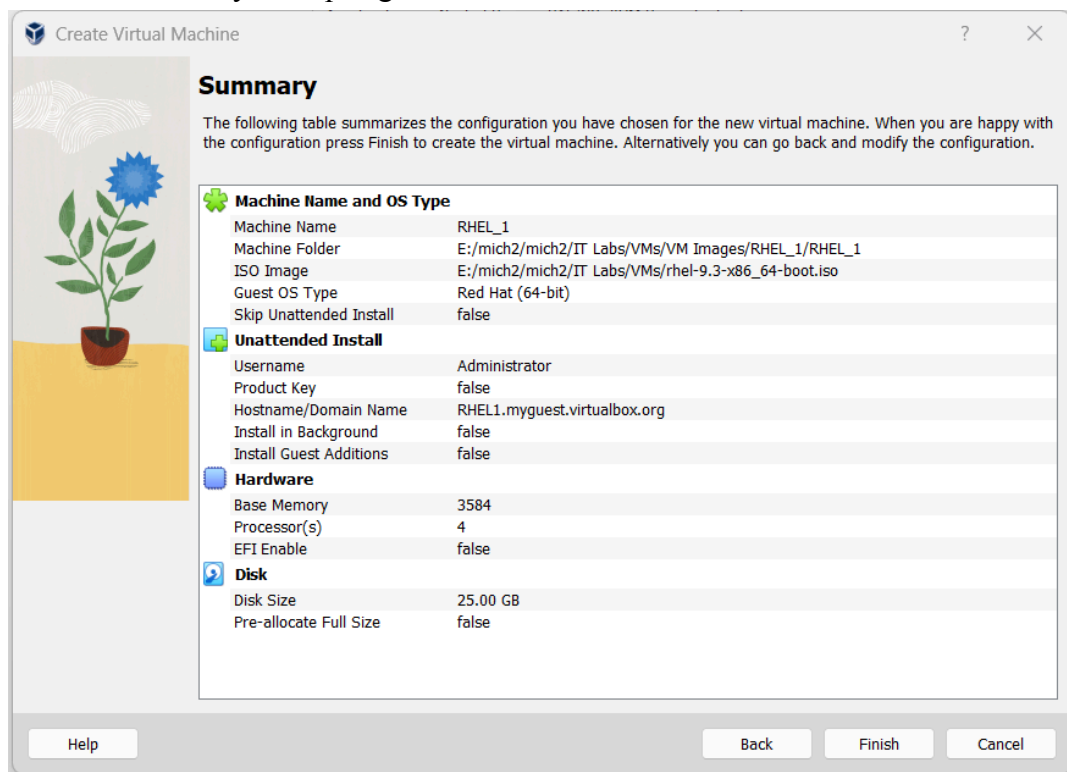 Create Virtual Machine ? ×
Summary
The following table summarizes the configuration you have chosen for the new virtual machine. When you are happy with
the configuration press Finish to create the virtual machine. Alternatively you can go back and modify the configuration.
Machine Name and OS Type
Machine Name RHEL_1
Machine Folder E:/mich2/mich2/IT Labs/VMs/VM Images/RHEL_1/RHEL_1
ISO Image E:/mich2/mich2/IT Labs/VMs/rhel-9.3-x86_64-boot.iso
Guest OS Type Red Hat (64-bit)
Skip Unattended Install false
Unattended Install
Username Administrator
Product Key false
Hostname/Domain Name RHEL1.myguest.virtualbox.org
Install in Background false
Install Guest Additions false
Hardware
Base Memory 3584
Processor(s) 4
EFI Enable false
Disk
Disk Size 25.00 GB
Pre-allocate Full Size false
Help Back Finish Cancel